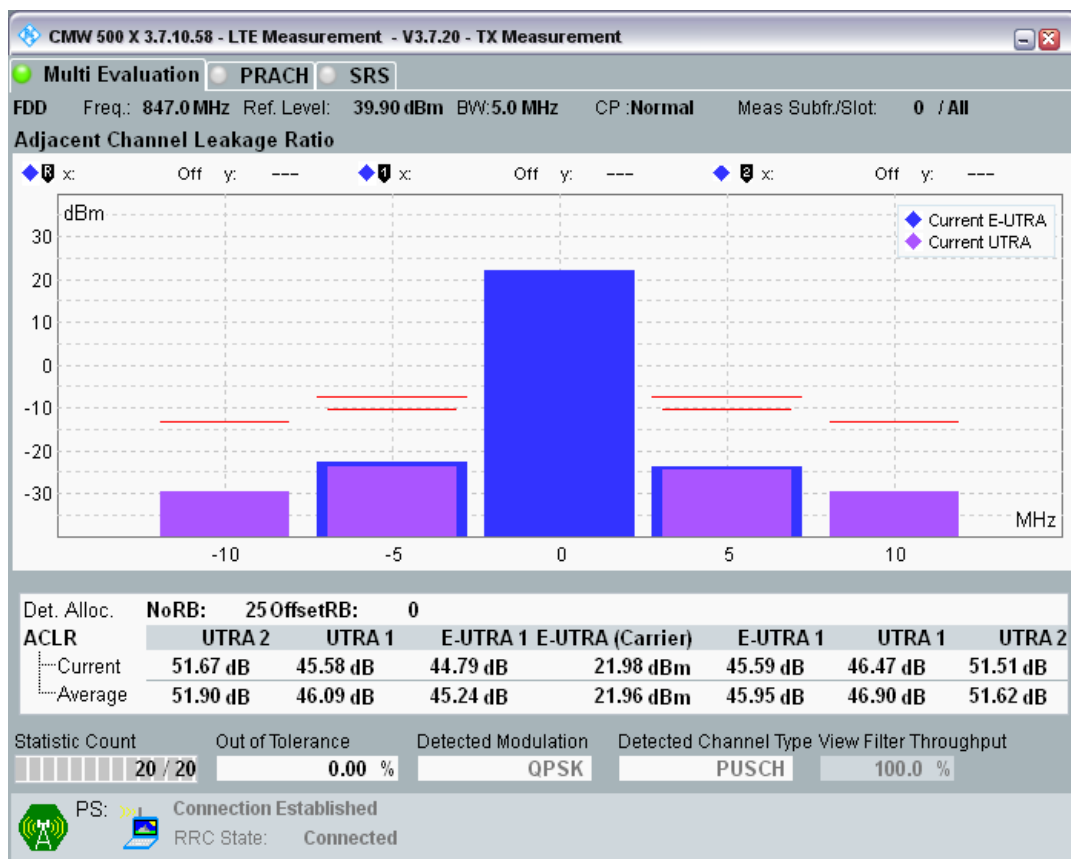 CMW 500 X 3.7.10.58 - LTE Measurement - V3.7.20 - TX Measurement
Multi Evaluation PRACH SRS
FDD Freq.: 847.0 MHz Ref. Level: 39.90 dBm BW:5.0 MHz CP :Normal Meas Subfr./Slot: 0 / All
Adjacent Channel Leakage Ratio
R x: Off y: --- 1 x: Off y: --- 2 x: Off y: ---
dBm
Current E-UTRA
Current UTRA
30
20
10
0
-10
-20
-30
MHz
-10 -5 0 5 10
Det. Alloc. NoRB: 25 OffsetRB: 0
ACLR UTRA 2 UTRA 1 E-UTRA 1 E-UTRA (Carrier) E-UTRA 1 UTRA 1 UTRA 2
Current 51.67 dB 45.58 dB 44.79 dB 21.98 dBm 45.59 dB 46.47 dB 51.51 dB
Average 51.90 dB 46.09 dB 45.24 dB 21.96 dBm 45.95 dB 46.90 dB 51.62 dB
Statistic Count Out of Tolerance Detected Modulation Detected Channel Type View Filter Throughput
20 / 20 0.00 % QPSK PUSCH 100.0 %
PS: Connection Established
RRC State: Connected